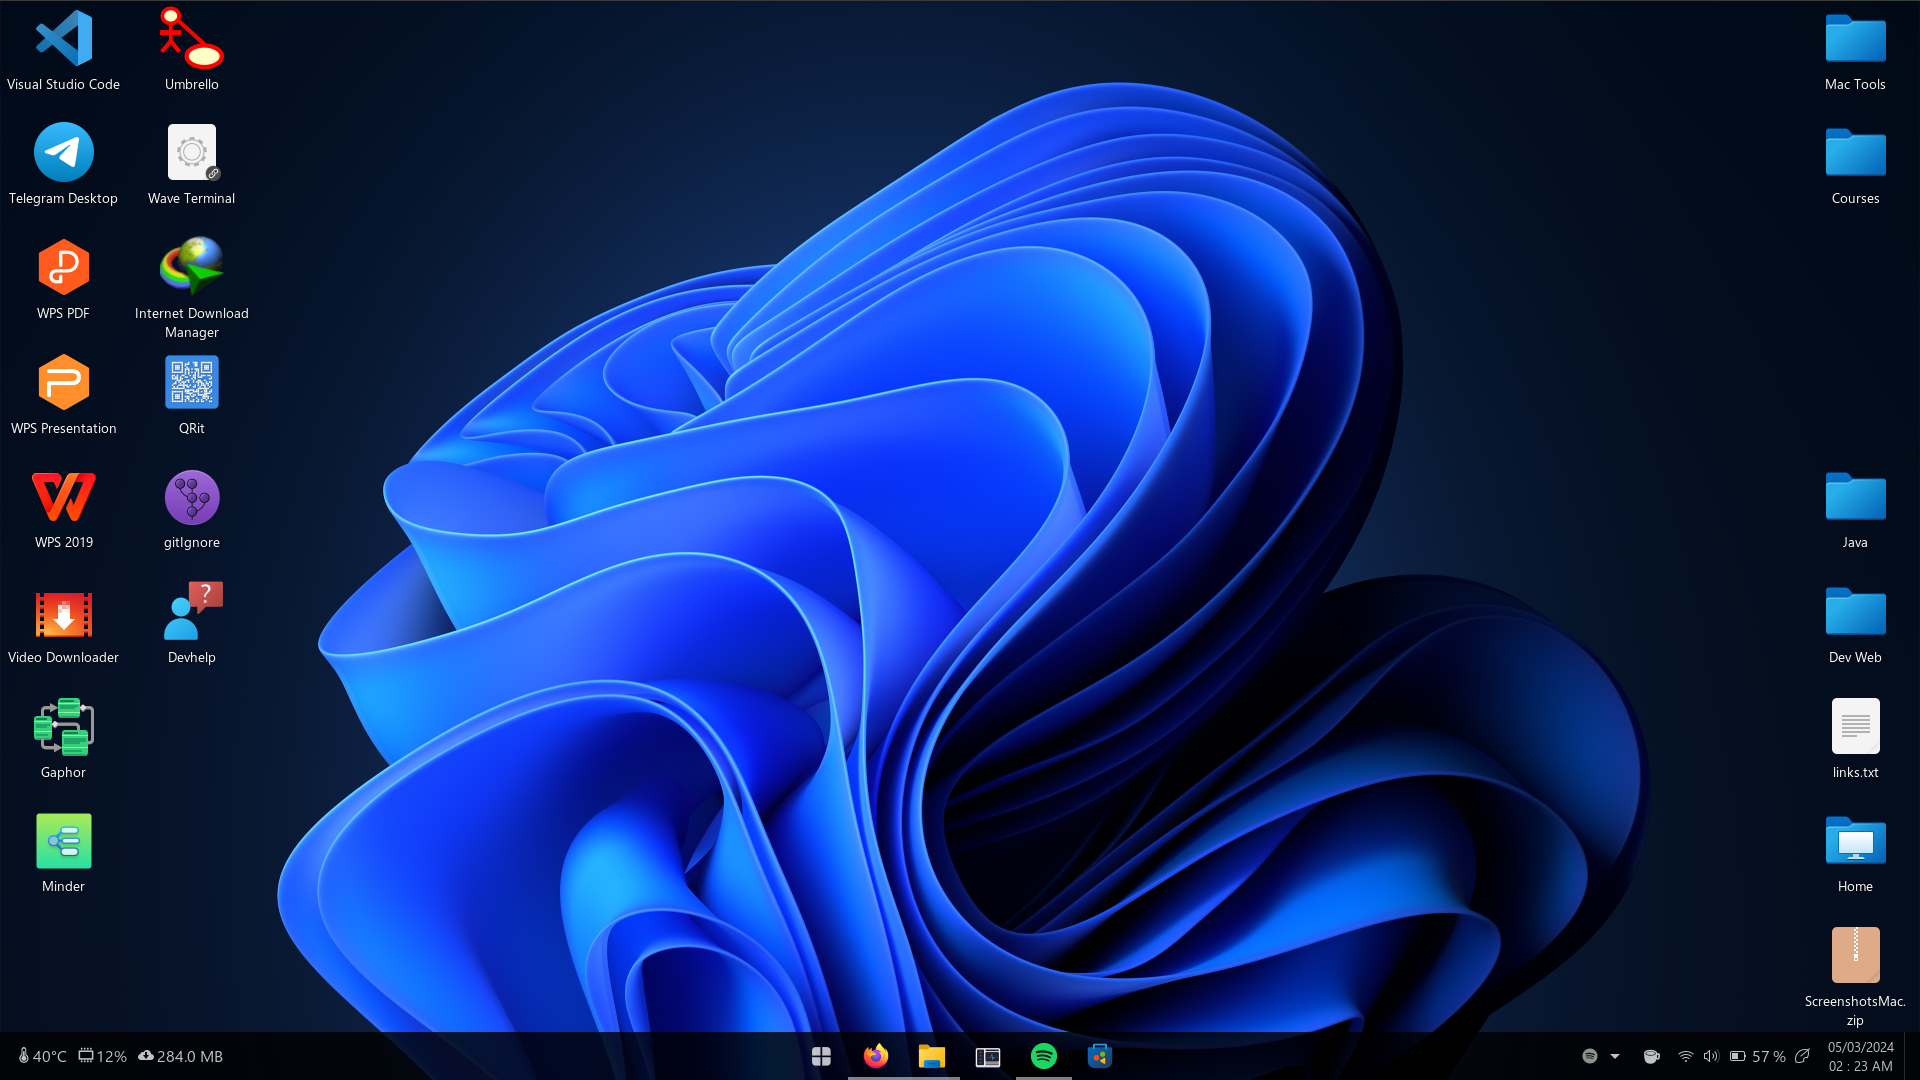 Visual Studio Code
Umbrello
Mac Tools
Telegram Desktop
Wave Terminal
Courses
WPS PDF
Internet Download
Manager
WPS Presentation
QRit
WPS 2019
gitIgnore
Java
?
Video Downloader
Devhelp
Dev Web
Gaphor
links.txt
Minder
Home
ScreenshotsMac.
zip
40°C 12% 284.0 MB
57 %
05/03/2024
02 : 23 AM